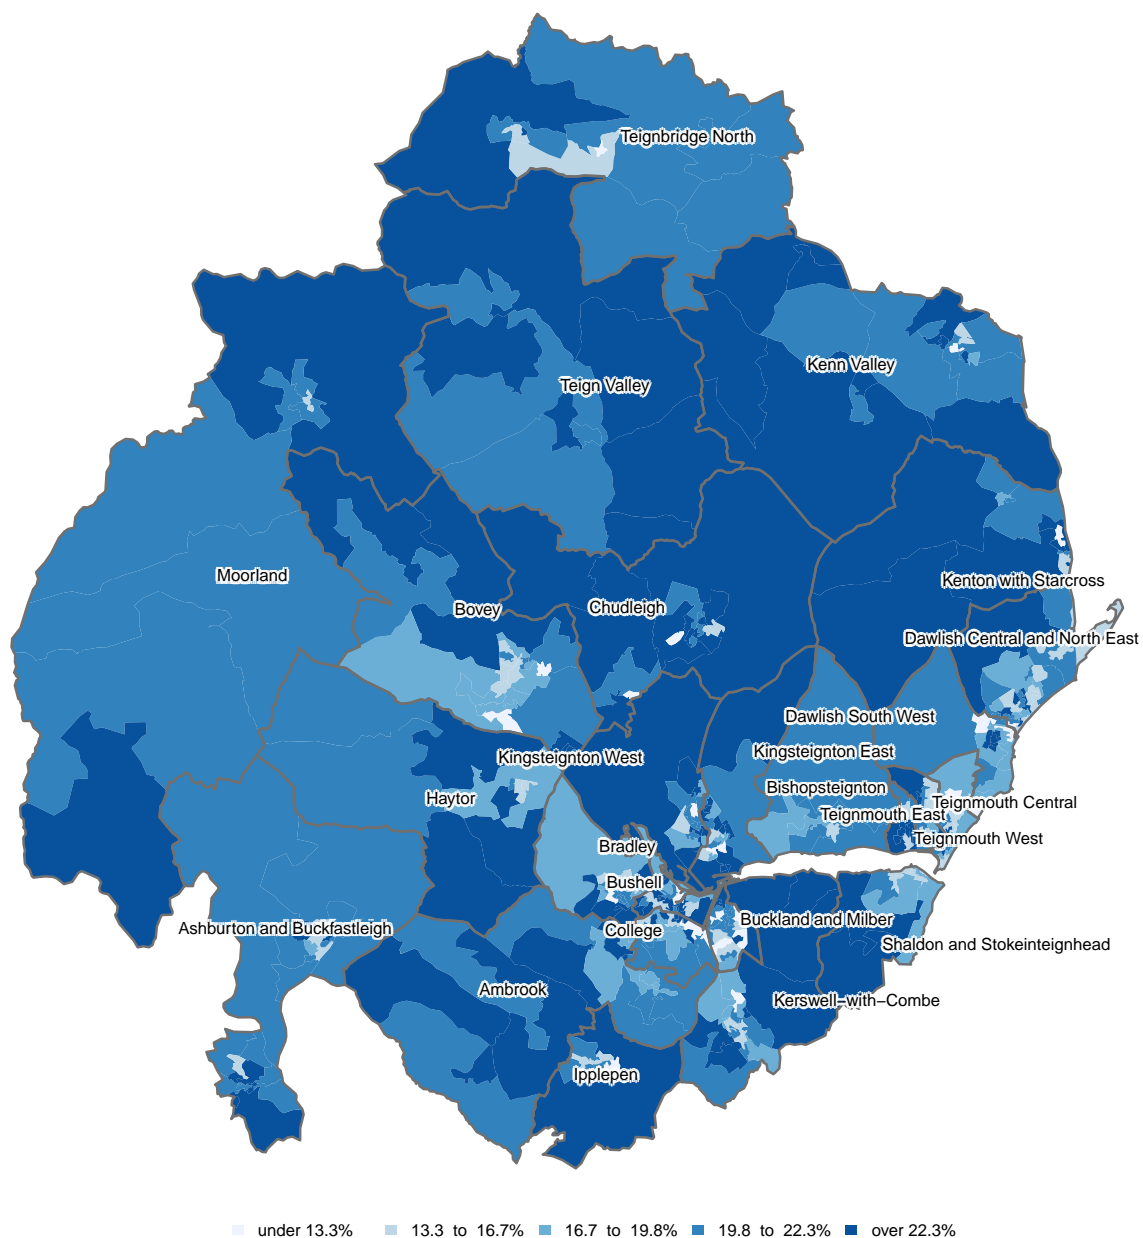 Teignbridge North
Kenn Valley
Teign Valley
Moorland
Kenton with Starcross
Bovey
Chudleigh
Dawlish Central and North East
Dawlish South West
Kingsteignton East
Kingsteignton West
Bishopsteignton
Haytor
Teignmouth Central
Teignmouth East
Teignmouth West
Bradley
Bushell
Buckland and Milber
Ashburton and Buckfastleigh
College
Shaldon and Stokeinteignhead
Ambrook
Kerswell−with−Combe
Ipplepen
under 13.3% 13.3 to 16.7% 16.7 to 19.8% 19.8 to 22.3% over 22.3%